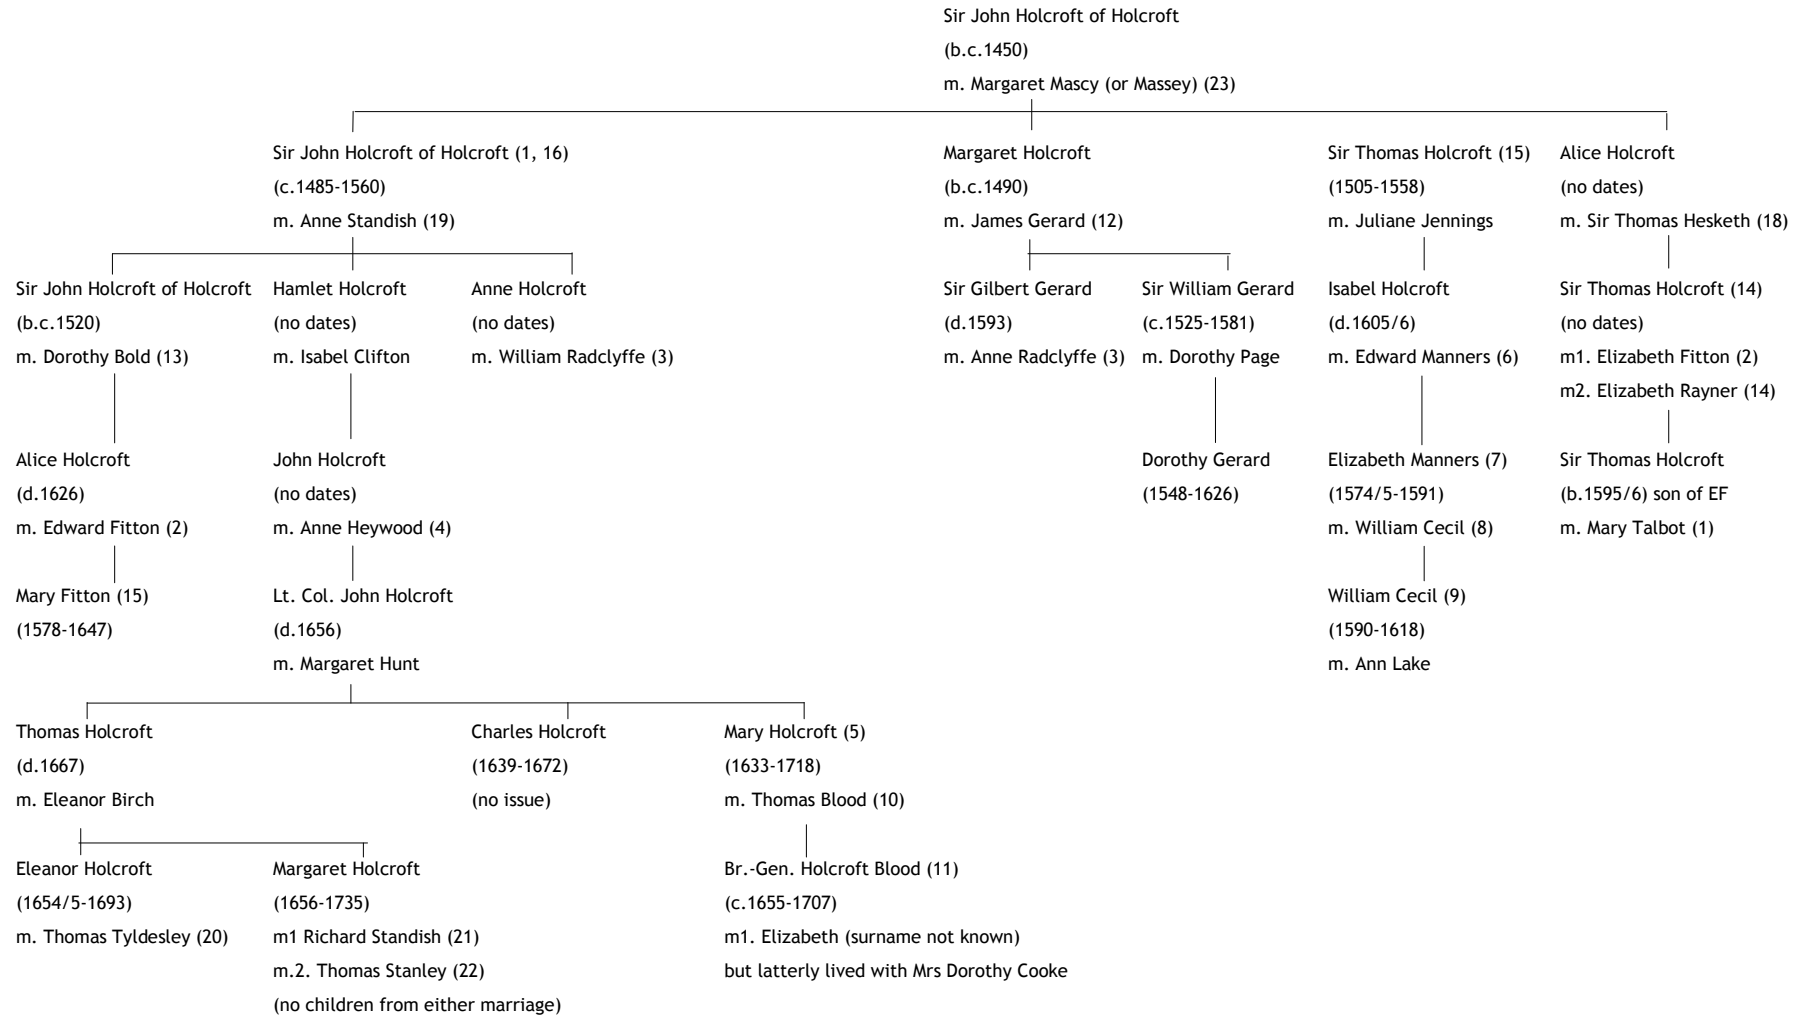 Sir John Holcroft of Holcroft
(b.c.1450)
m. Margaret Mascy (or Massey) (23)
Sir John Holcroft of Holcroft (1, 16)
(c.1485-1560)
m. Anne Standish (19)
Margaret Holcroft
(b.c.1490)
m. James Gerard (12)
Sir Thomas Holcroft (15)
(1505-1558)
m. Juliane Jennings
Alice Holcroft
(no dates)
m. Sir Thomas Hesketh (18)
Sir John Holcroft of Holcroft
(b.c.1520)
m. Dorothy Bold (13)
Hamlet Holcroft
(no dates)
m. Isabel Clifton
Anne Holcroft
(no dates)
m. William Radclyffe (3)
Sir Gilbert Gerard
(d.1593)
m. Anne Radclyffe (3)
Sir William Gerard
(c.1525-1581)
m. Dorothy Page
Isabel Holcroft
(d.1605/6)
m. Edward Manners (6)
Sir Thomas Holcroft (14)
(no dates)
m1. Elizabeth Fitton (2)
m2. Elizabeth Rayner (14)
Alice Holcroft
(d.1626)
m. Edward Fitton (2)
John Holcroft
(no dates)
m. Anne Heywood (4)
Dorothy Gerard
(1548-1626)
Elizabeth Manners (7)
(1574/5-1591)
m. William Cecil (8)
Sir Thomas Holcroft
(b.1595/6) son of EF
m. Mary Talbot (1)
Mary Fitton (15)
(1578-1647)
Lt. Col. John Holcroft
(d.1656)
m. Margaret Hunt
William Cecil (9)
(1590-1618)
m. Ann Lake
Thomas Holcroft
(d.1667)
m. Eleanor Birch
Charles Holcroft
(1639-1672)
(no issue)
Mary Holcroft (5)
(1633-1718)
m. Thomas Blood (10)
Eleanor Holcroft
(1654/5-1693)
m. Thomas Tyldesley (20)
Margaret Holcroft
(1656-1735)
m1 Richard Standish (21)
m.2. Thomas Stanley (22)
(no children from either marriage)
Br.-Gen. Holcroft Blood (11)
(c.1655-1707)
m1. Elizabeth (surname not known)
but latterly lived with Mrs Dorothy Cooke